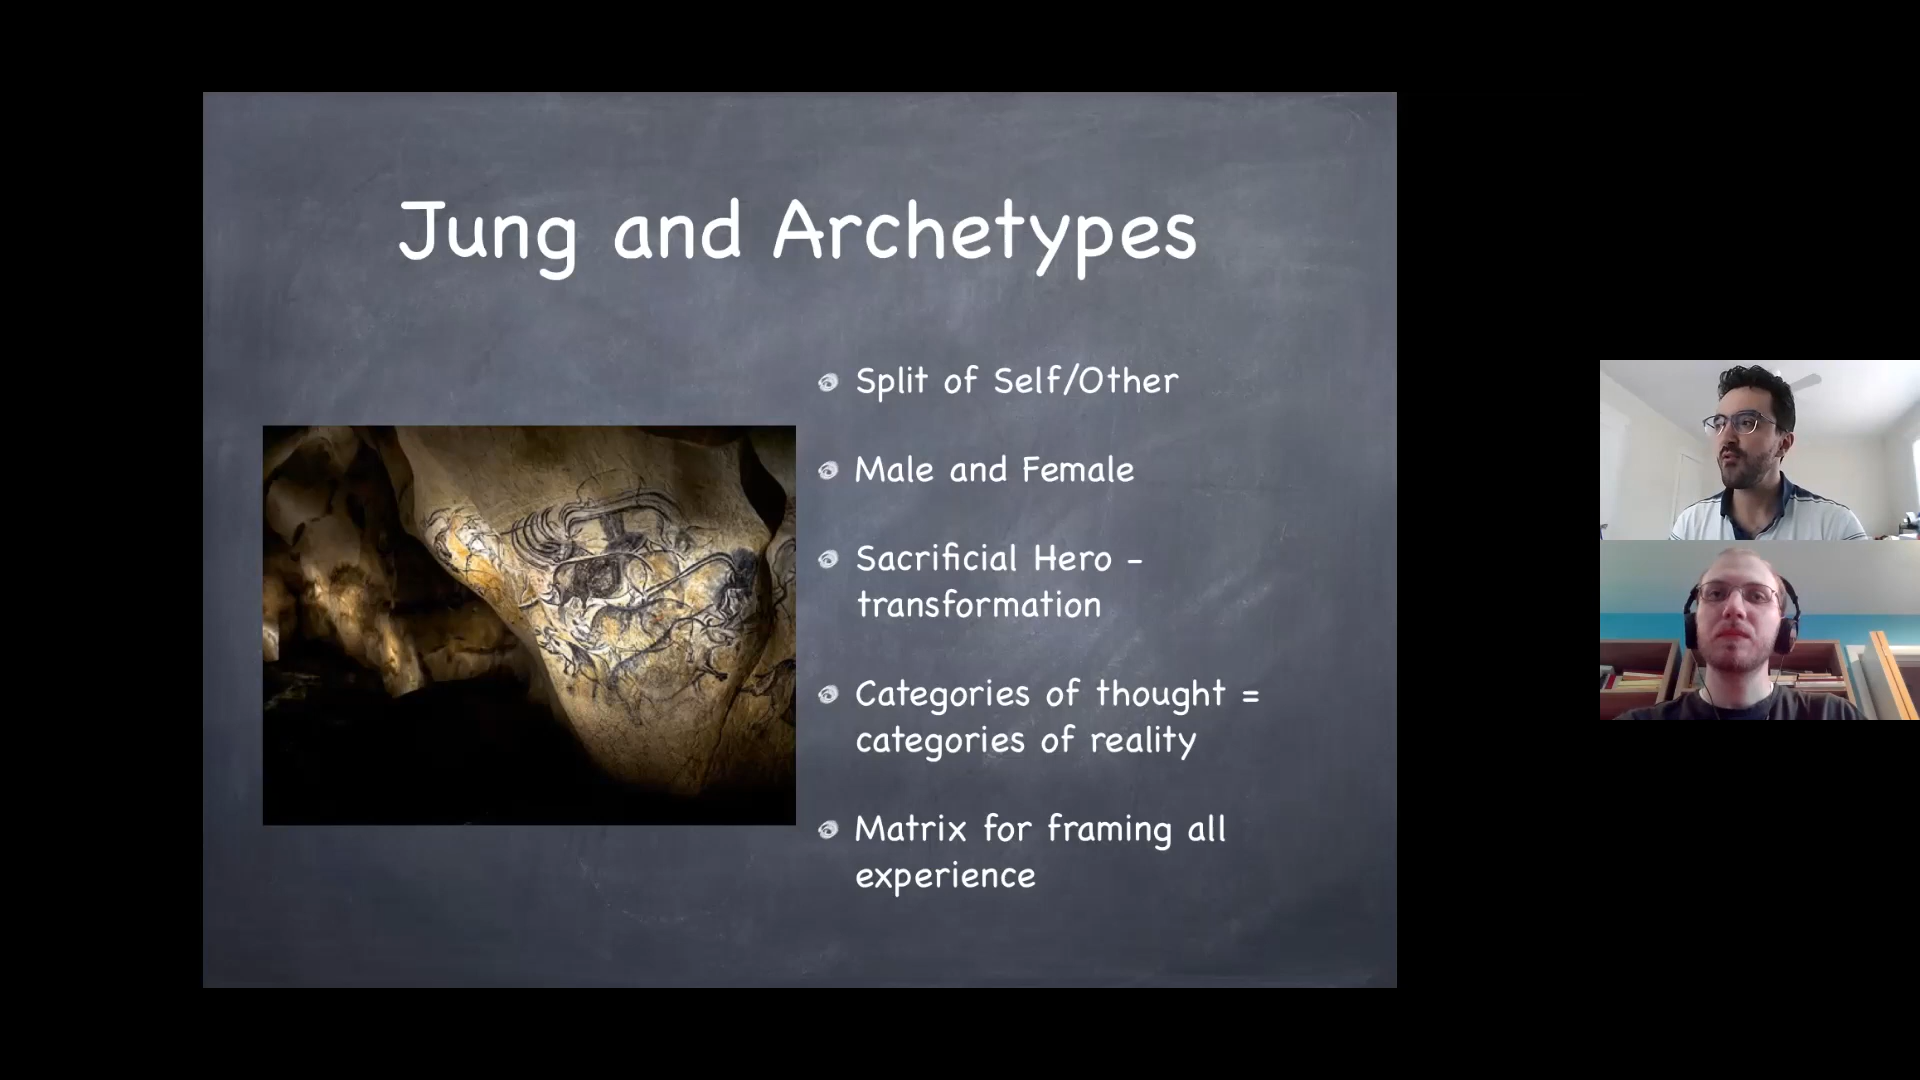 Jung and Archetypes
Split of Self/Other
Male and Female
Sacrificial Hero -
transformation
Categories of thought =
categories of reality
Matrix for framing all
experience